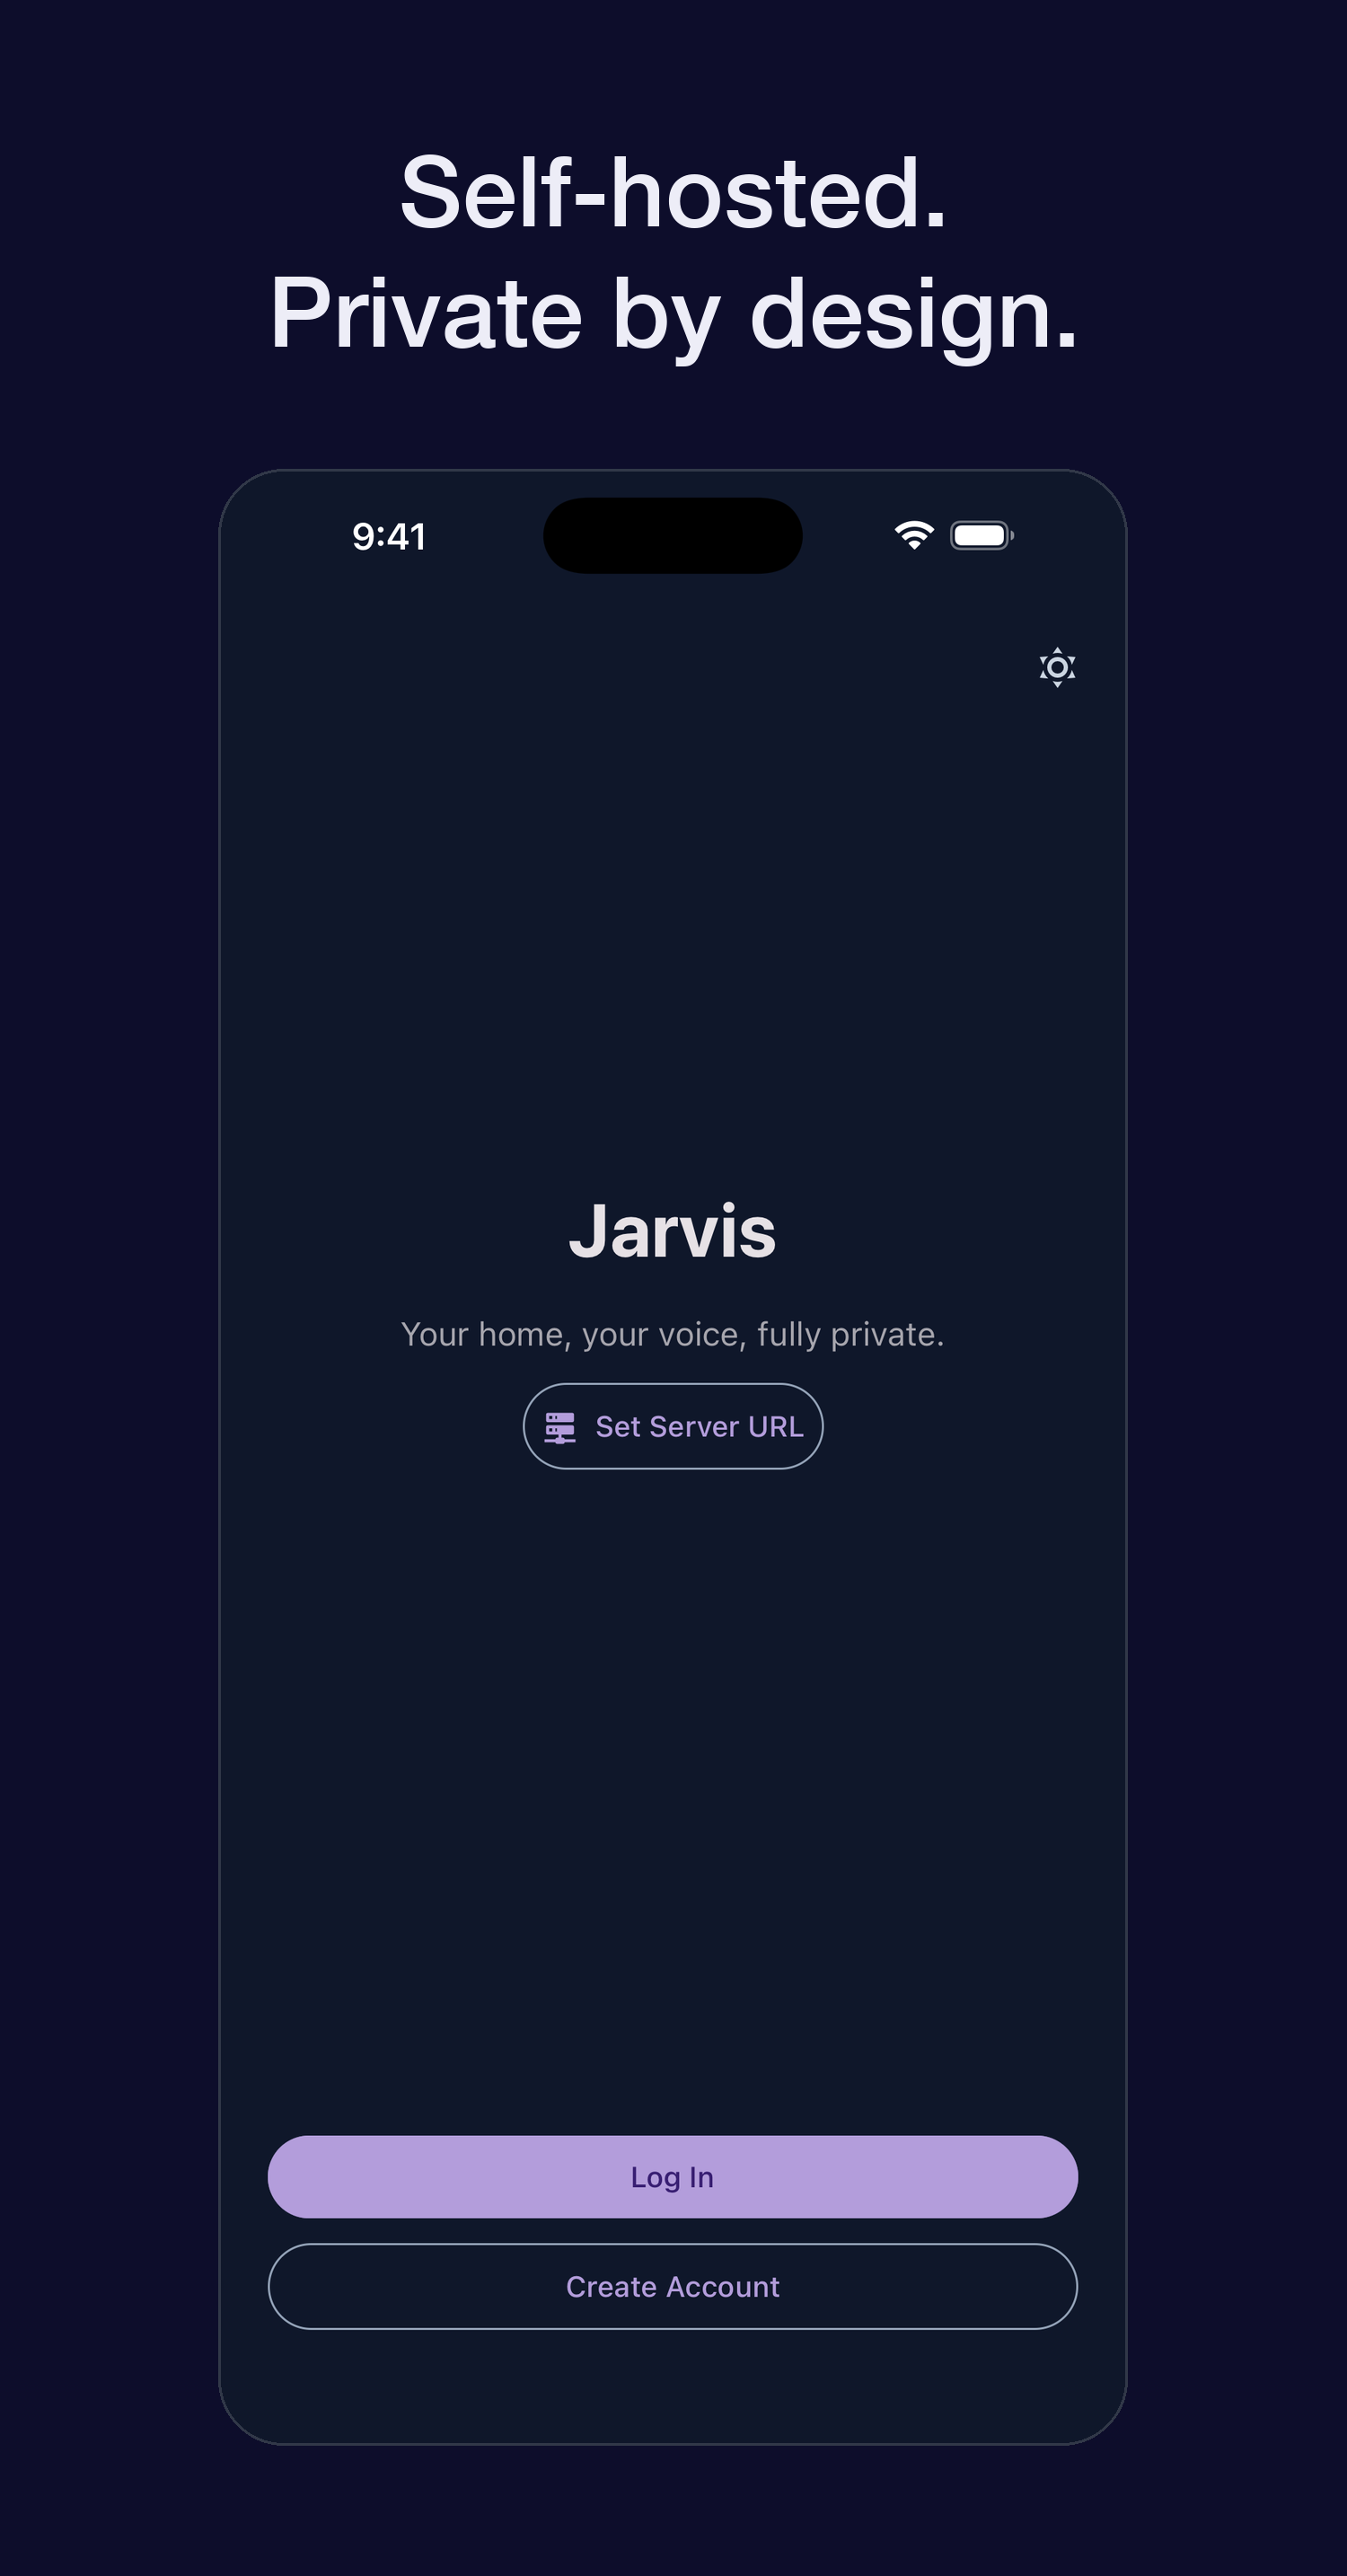 Self-hosted.
Private by design.
9:41
Jarvis
Your home, your voice, fully private.
Set Server URL
Log In
Create Account